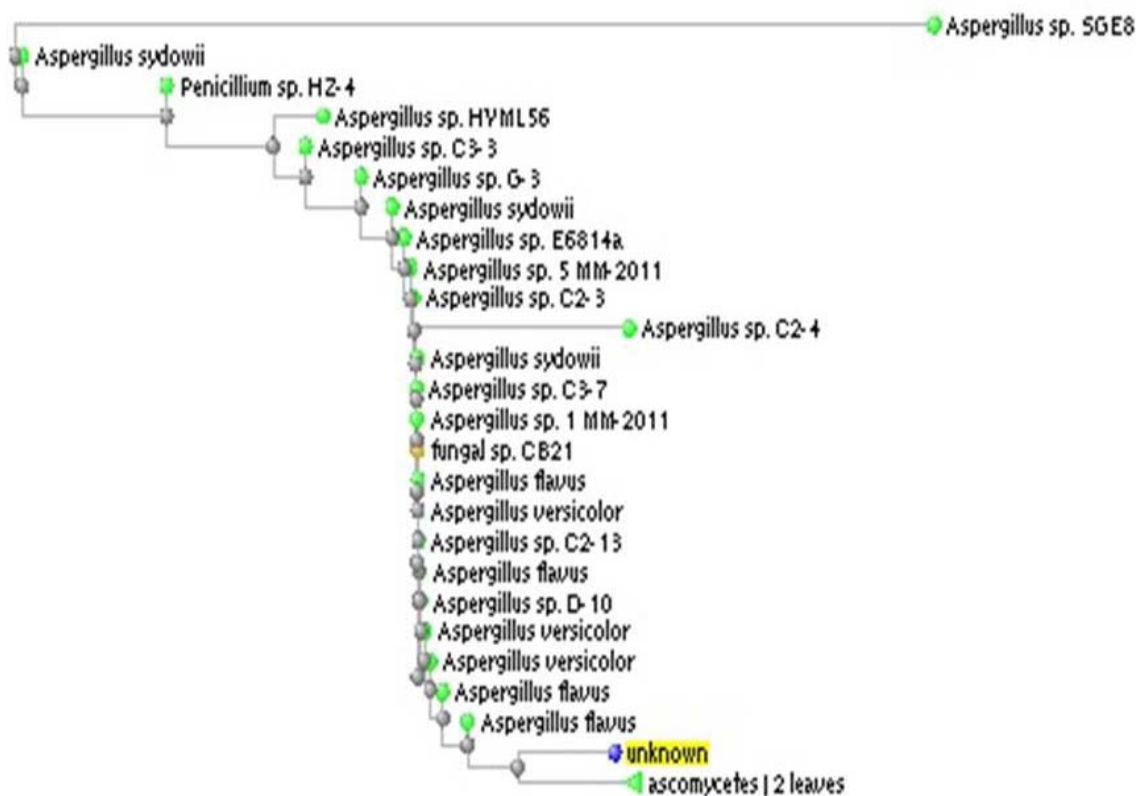 Aspergillus sp. SGE8
Aspergillus sydowii
Penicillium sp. HZ-4
Aspergillus sp. HVML56
Aspergillus sp. C3-3
Aspergillus sp. G-3
Aspergillus sydowii
Aspergillus sp. E6814a
Aspergillus sp. 5 MM-2011
Aspergillus sp. C2-3
Aspergillus sp. C2-4
Aspergillus sydowii
Aspergillus sp. C3-7
Aspergillus sp. 1 MM-2011
fungal sp. CB21
Aspergillus flavus
Aspergillus versicolor
Aspergillus sp. C2-13
Aspergillus flavus
Aspergillus sp. D-10
Aspergillus versicolor
Aspergillus versicolor
Aspergillus flavus
Aspergillus flavus
unknown
ascomycetes | 2 leaves